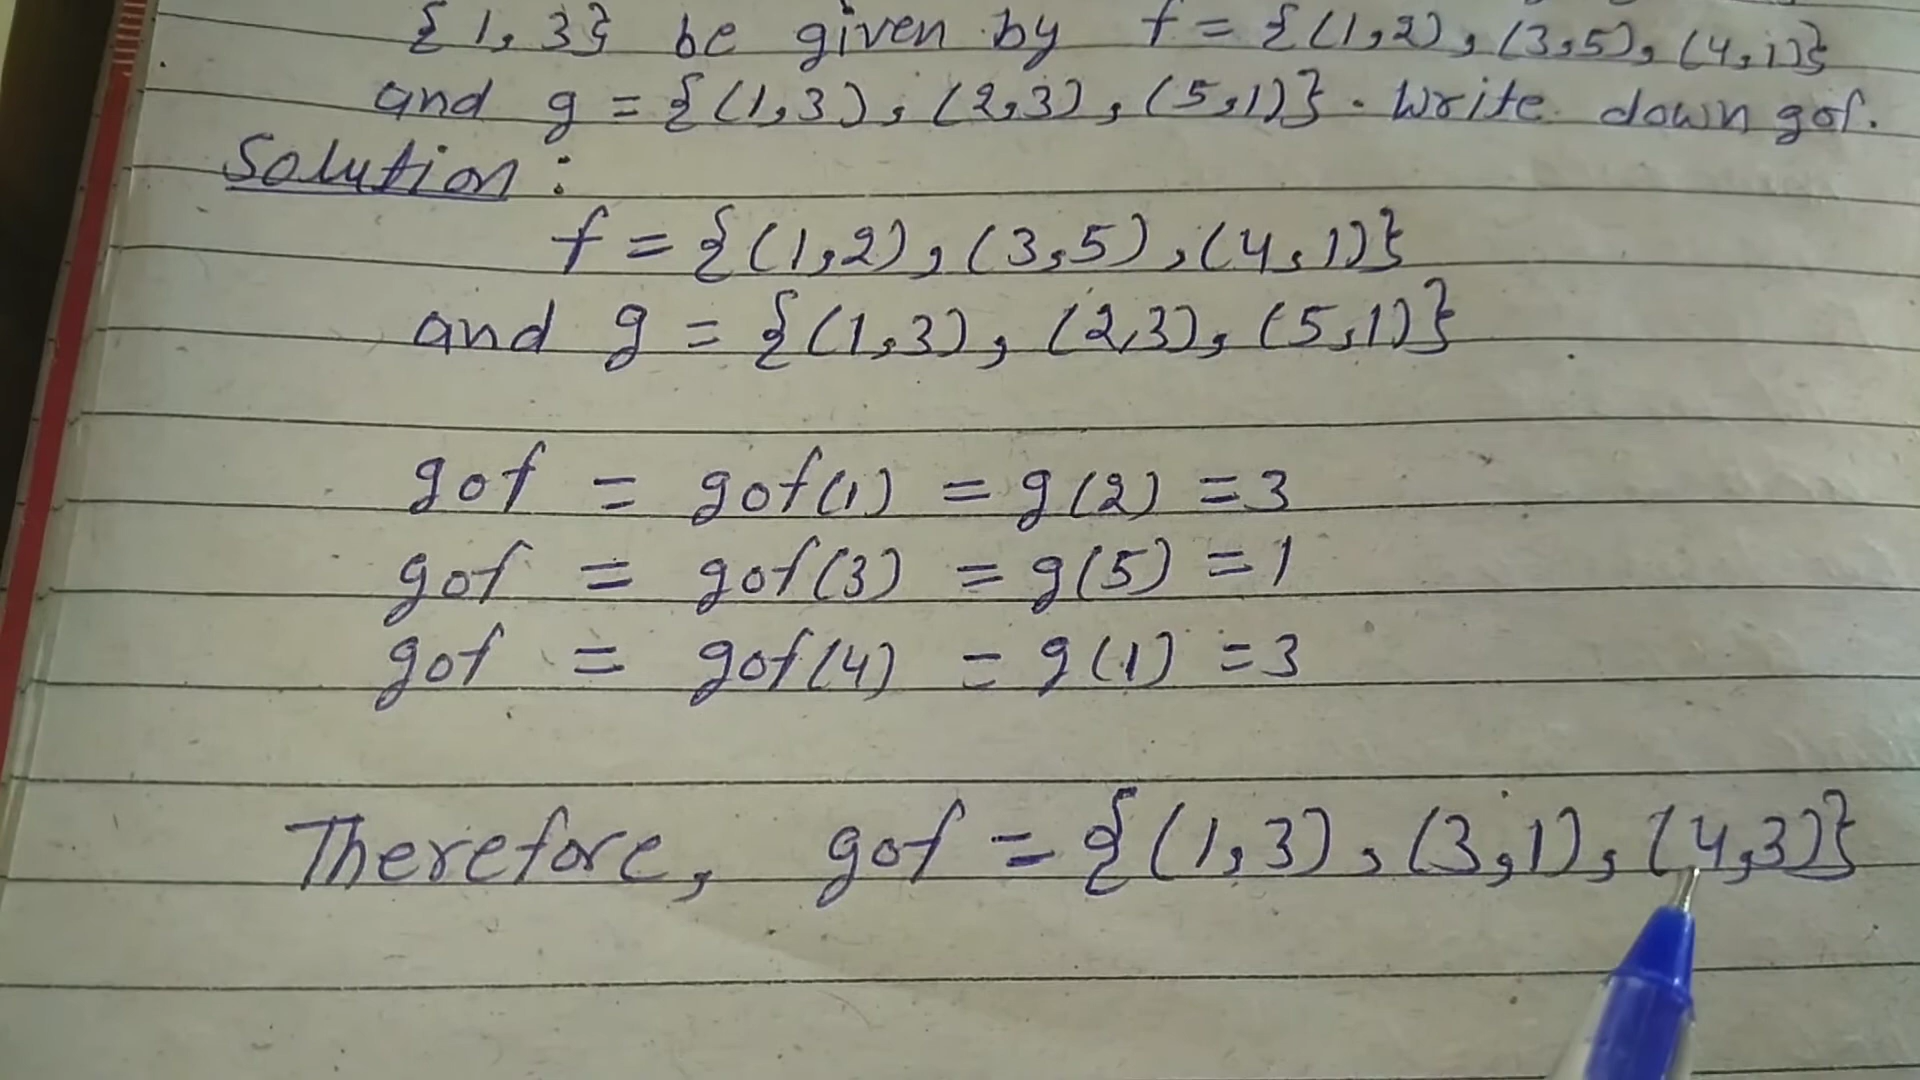 {1, 3} be given by f = {(1,2), (3,5), (4,1)}
and g = {(1,3), (2,3), (5,1)}. Write down gof.
Solution :
f = {(1,2), (3,5), (4,1)}
and g = {(1,3), (2,3), (5,1)}
gof = gof(1) = g(2) = 3
gof = gof(3) = g(5) = 1
gof = gof(4) = g(1) = 3
Therefore, gof = {(1,3), (3,1), (4,3)}